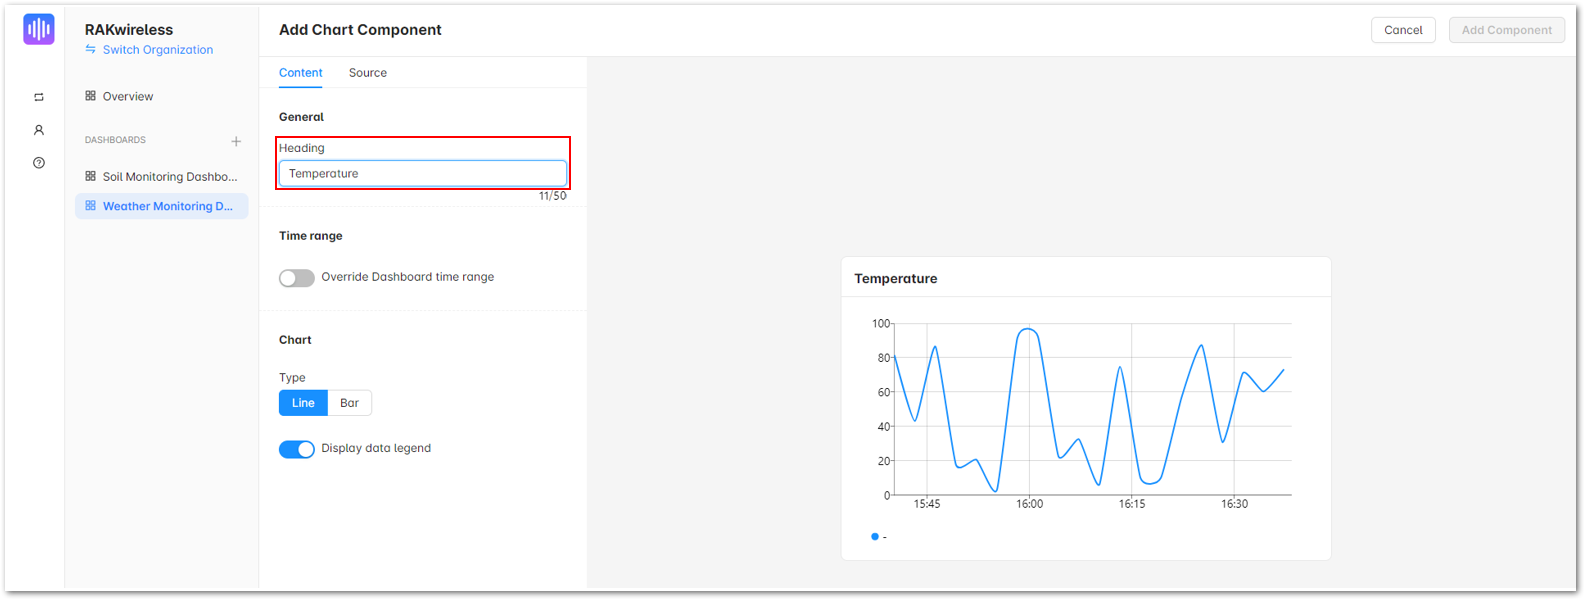 RAKwireless
Switch Organization
Overview
DASHBOARDS
Soil Monitoring Dashbo...
Weather Monitoring D...
Add Chart Component
Cancel
Add Component
Content
Source
General
Heading
Temperature
11/50
Time range
Override Dashboard time range
Chart
Type
Line
Bar
Display data legend
Temperature
100
80
60
40
20
0
15:45
16:00
16:15
16:30
-